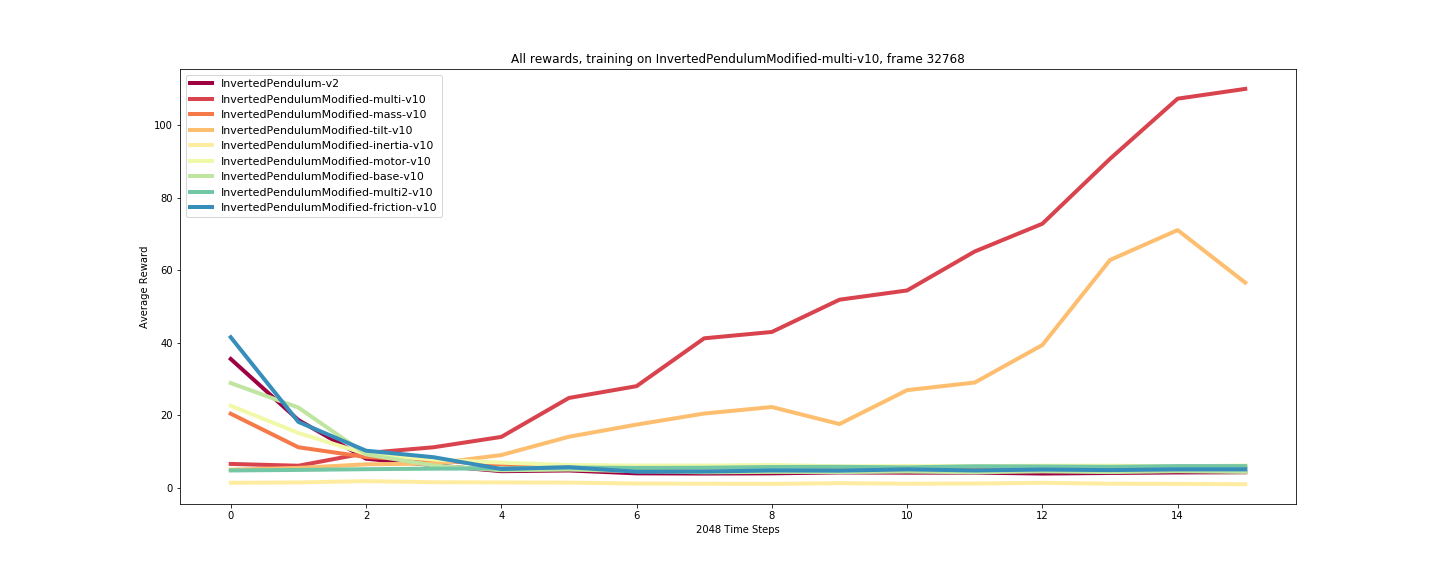 All rewards, training on InvertedPendulumModified-multi-v10, frame 32768
InvertedPendulum-v2
InvertedPendulumModified-multi-v10
InvertedPendulumModified-mass-v10
InvertedPendulumModified-tilt-v10
InvertedPendulumModified-inertia-v10
InvertedPendulumModified-motor-v10
InvertedPendulumModified-base-v10
InvertedPendulumModified-multi2-v10
InvertedPendulumModified-friction-v10
Average Reward
100
80
60
40
20
0
0 2 4 6 8 10 12 14
2048 Time Steps